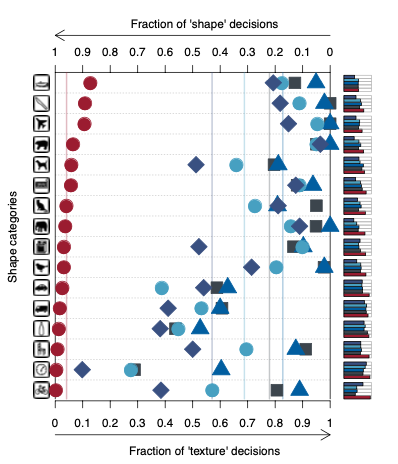 Fraction of 'shape' decisions
1 0.9 0.8 0.7 0.6 0.5 0.4 0.3 0.2 0.1 0
Shape categories
0 0.1 0.2 0.3 0.4 0.5 0.6 0.7 0.8 0.9 1
Fraction of 'texture' decisions